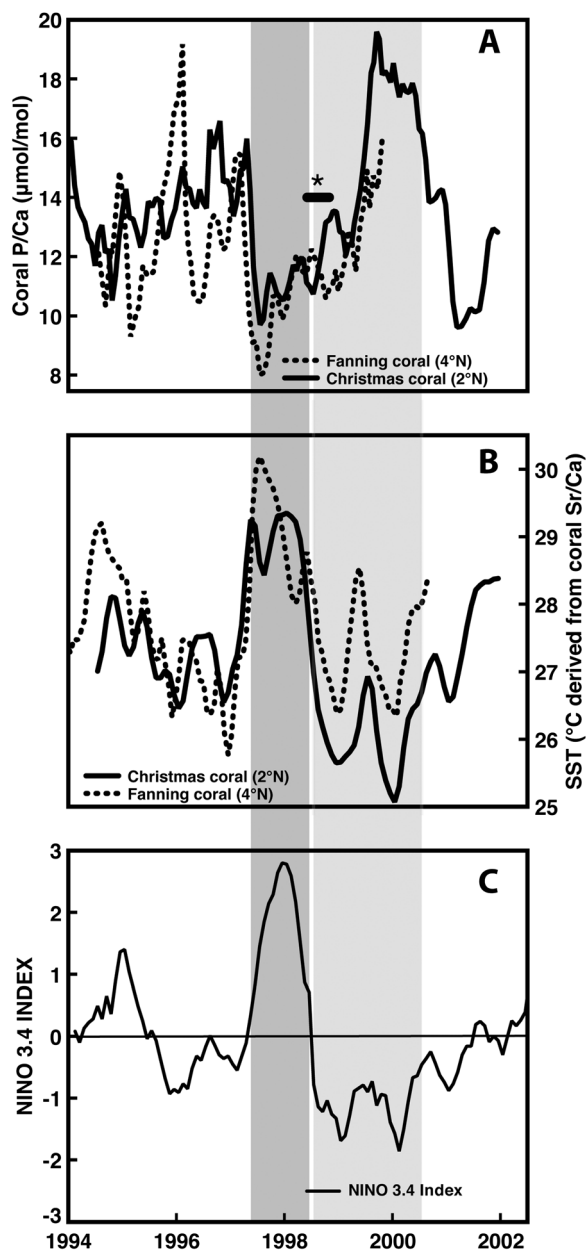 A
20
18
16
14
12
10
8
Coral P/Ca (µmol/mol)
*
Fanning coral (4°N)
Christmas coral (2°N)
B
30
29
28
27
26
25
SST (°C derived from coral Sr/Ca)
Christmas coral (2°N)
Fanning coral (4°N)
C
3
2
1
0
-1
-2
-3
NINO 3.4 INDEX
NINO 3.4 Index
1994 1996 1998 2000 2002